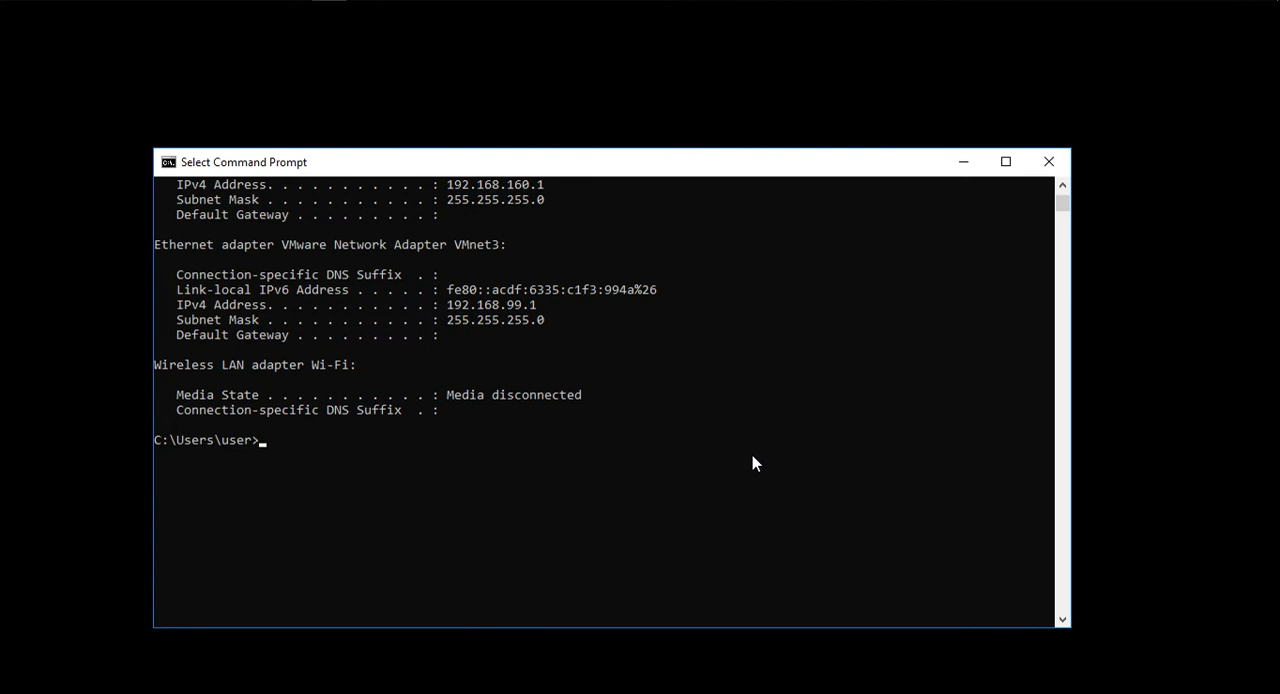 Select Command Prompt
IPv4 Address. . . . . . . . . . . : 192.168.160.1
Subnet Mask . . . . . . . . . . . : 255.255.255.0
Default Gateway . . . . . . . . . :
Ethernet adapter VMware Network Adapter VMnet3:
Connection-specific DNS Suffix  . :
Link-local IPv6 Address . . . . . : fe80::acdf:6335:c1f3:994a%26
IPv4 Address. . . . . . . . . . . : 192.168.99.1
Subnet Mask . . . . . . . . . . . : 255.255.255.0
Default Gateway . . . . . . . . . :
Wireless LAN adapter Wi-Fi:
Media State . . . . . . . . . . . : Media disconnected
Connection-specific DNS Suffix  . :
C:\Users\user>